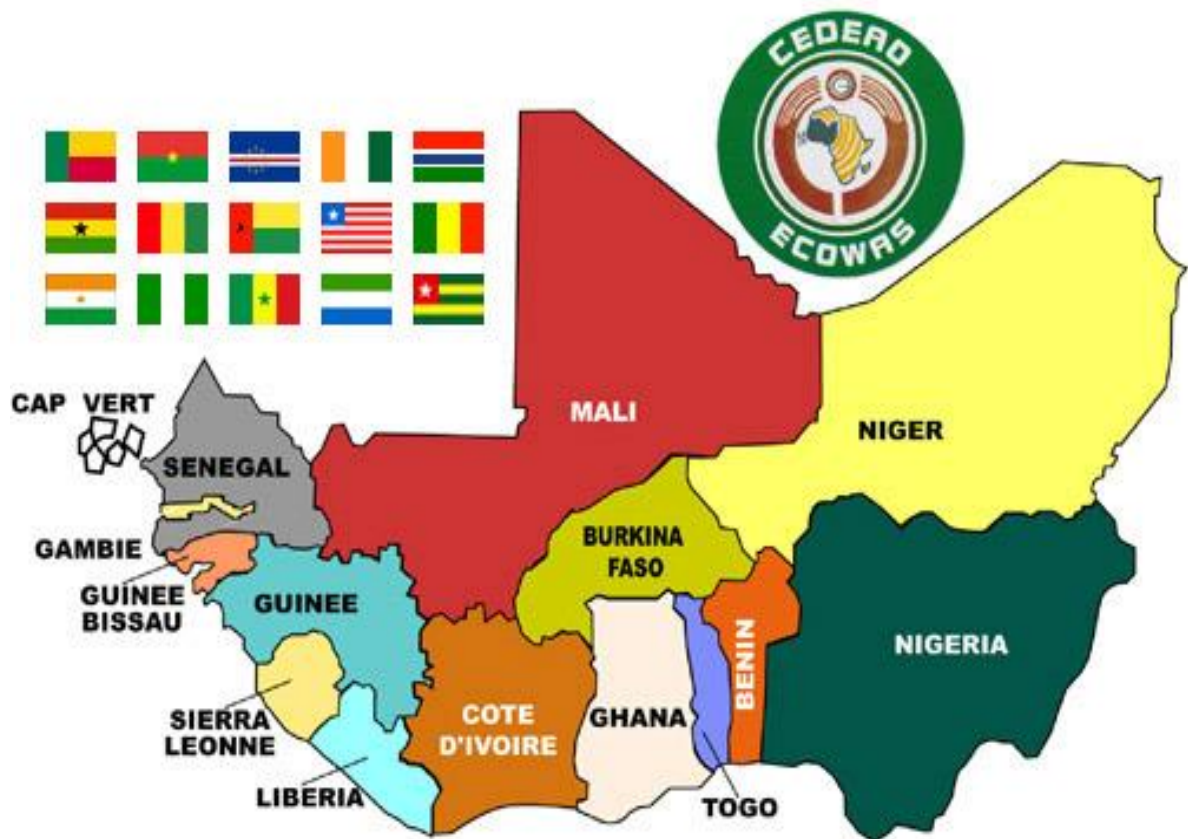 CEDEAO
ECOWAS
CAP VERT
MALI
NIGER
SENEGAL
GAMBIE
BURKINA
FASO
GUINEE
BISSAU
GUINEE
NIGERIA
BENIN
SIERRA
LEONNE
COTE
D'IVOIRE
GHANA
LIBERIA
TOGO